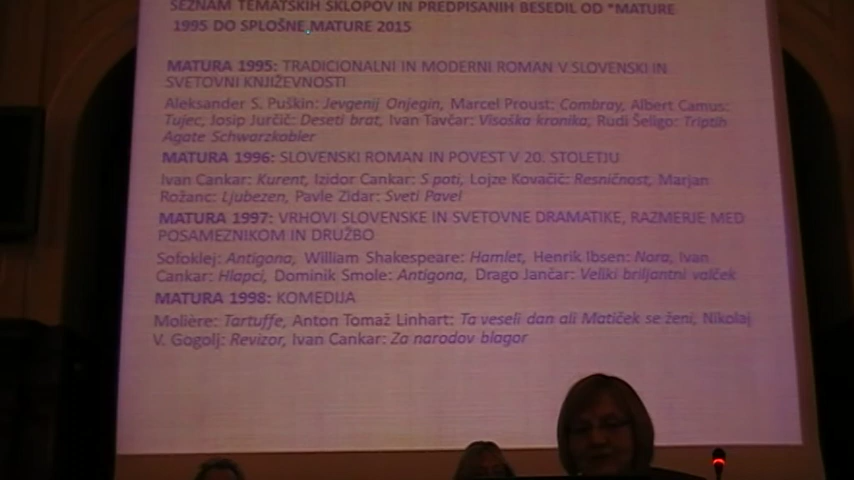 SEZNAM TEMATSKIH SKLOPOV IN PREDPISANIH BESEDIL OD *MATURE
1995 DO SPLOŠNE MATURE 2015
MATURA 1995: TRADICIONALNI IN MODERNI ROMAN V SLOVENSKI IN
SVETOVNI KNJIŽEVNOSTI
Aleksander S. Puškin: Jevgenij Onjegin, Marcel Proust: Combray, Albert Camus:
Tujec, Josip Jurčič: Deseti brat, Ivan Tavčar: Visoška kronika, Rudi Šeligo: Triptih
Agate Schwarzkobler
MATURA 1996: SLOVENSKI ROMAN IN POVEST V 20. STOLETJU
Ivan Cankar: Kurent, Izidor Cankar: S poti, Lojze Kovačič: Resničnost, Marjan
Rožanc: Ljubezen, Pavle Zidar: Sveti Pavel
MATURA 1997: VRHOVI SLOVENSKE IN SVETOVNE DRAMATIKE, RAZMERJE MED
POSAMEZNIKOM IN DRUŽBO
Sofoklej: Antigona, William Shakespeare: Hamlet, Henrik Ibsen: Nora, Ivan
Cankar: Hlapci, Dominik Smole: Antigona, Drago Jančar: Veliki briljantni valček
MATURA 1998: KOMEDIJA
Molière: Tartuffe, Anton Tomaž Linhart: Ta veseli dan ali Matiček se ženi, Nikolaj
V. Gogolj: Revizor, Ivan Cankar: Za narodov blagor